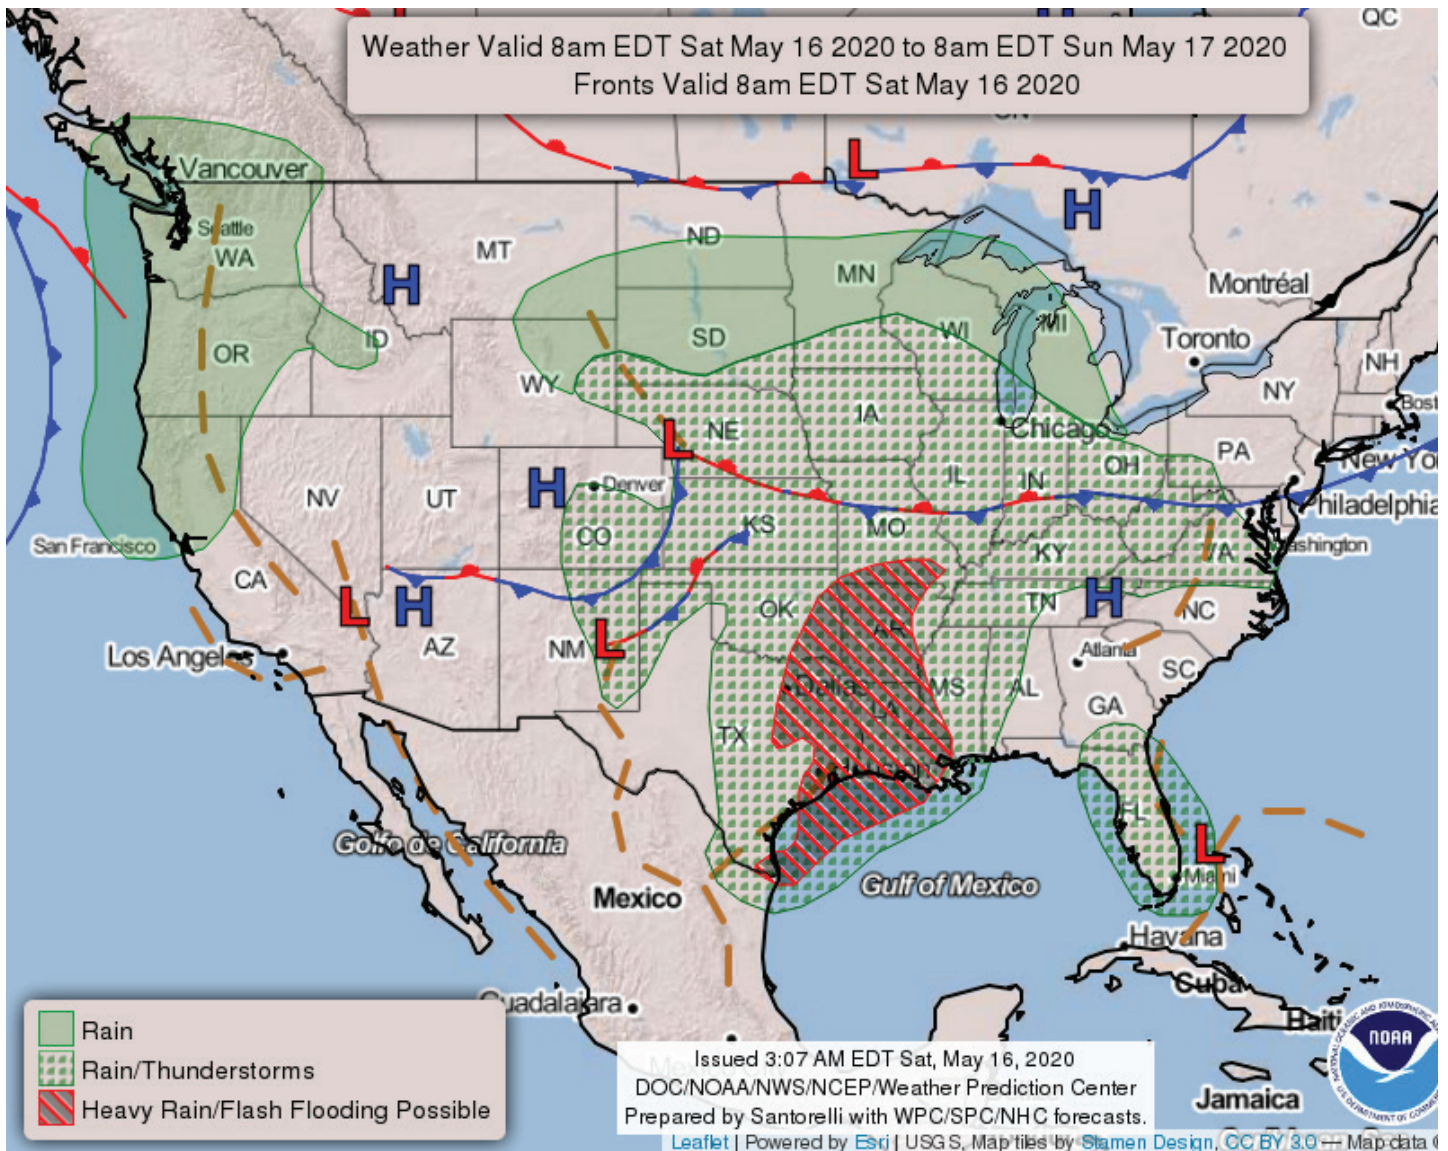 QC
Weather Valid 8am EDT Sat May 16 2020 to 8am EDT Sun May 17 2020
Fronts Valid 8am EDT Sat May 16 2020
L
Vancouver
H
Seattle
WA
MT
ND
MN
H
Montréal
OR
ID
SD
WI
MI
Toronto
NH
WY
NY
IA
L
NE
Chicago
PA
New Yo
NV
UT
H
Denver
IL
IN
OH
Philadelphia
San Francisco
CO
KS
MO
KY
VA
ashington
CA
L
H
OK
AR
TN
H
NC
Los Angeles
AZ
NM
L
Atlanta
SC
Dallas
LA
MS
AL
GA
TX
Houston
FL
L
Golfo de California
Mexico
Gulf of Mexico
Miami
Havana
Cuba
Guadalajara
Haiti
Rain
Rain/Thunderstorms
Heavy Rain/Flash Flooding Possible
Mexico City
Issued 3:07 AM EDT Sat, May 16, 2020
DOC/NOAA/NWS/NCEP/Weather Prediction Center
Prepared by Santorelli with WPC/SPC/NHC forecasts.
NOAA
Jamaica
Leaflet | Powered by Esri | USGS, Map tiles by Stamen Design, CC BY 3.0 — Map data ©